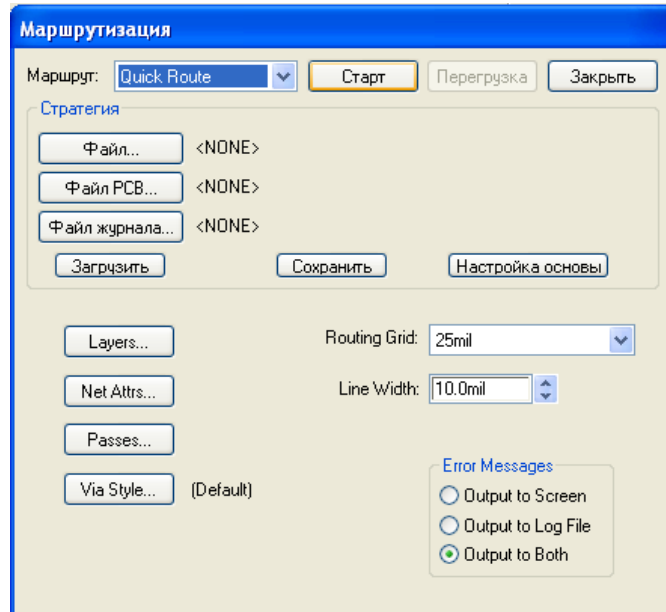 Маршрутизация
Маршрут: Quick Route Старт Перегрузка Закрыть
Стратегия
Файл... <NONE>
Файл PCB... <NONE>
Файл журнала... <NONE>
Загрузить Сохранить Настройка основы
Layers... Routing Grid: 25mil
Net Attrs... Line Width: 10.0mil
Passes...
Error Messages
Via Style... (Default) Output to Screen
Output to Log File
Output to Both